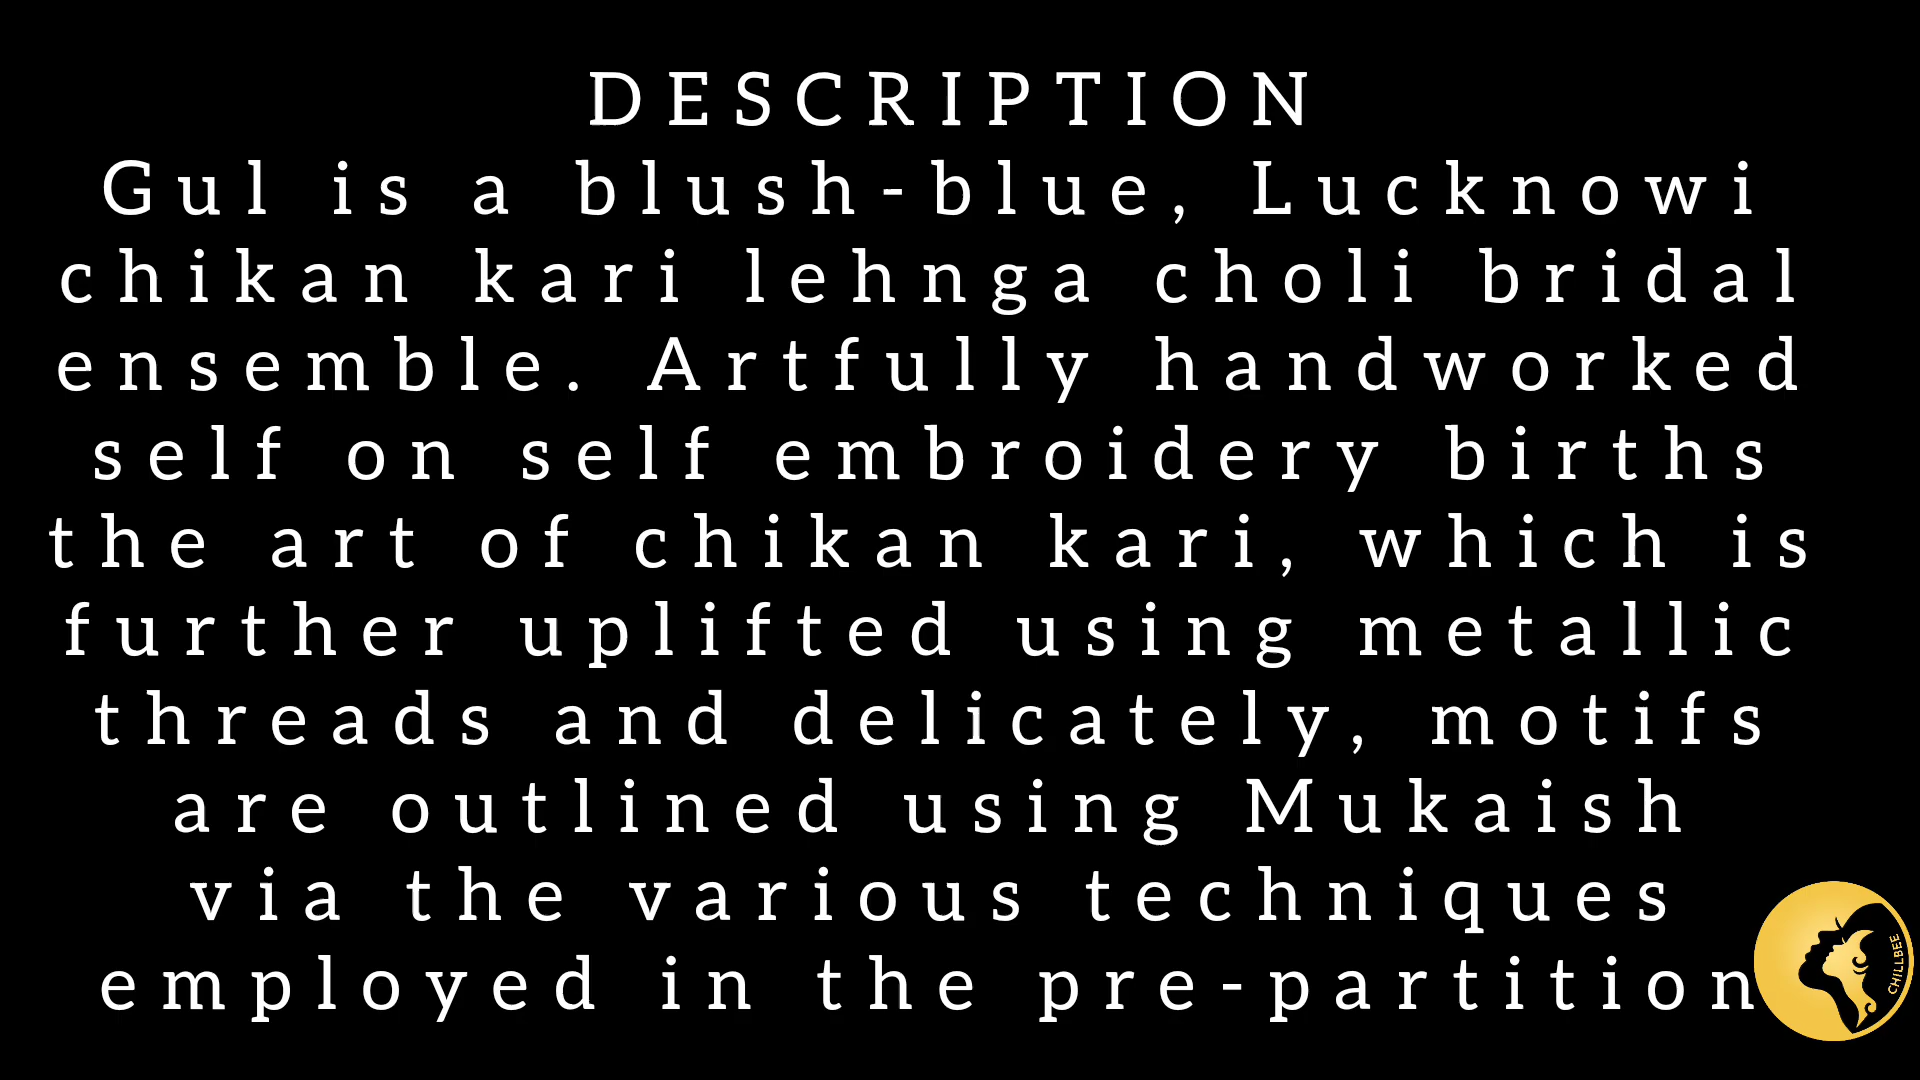 DESCRIPTION
Gul is a blush-blue, Lucknowi
chikan kari lehnga choli bridal
ensemble. Artfully handworked
self on self embroidery births
the art of chikan kari, which is
further uplifted using metallic
threads and delicately, motifs
are outlined using Mukaish
via the various techniques
employed in the pre-partition
CHILLBEE